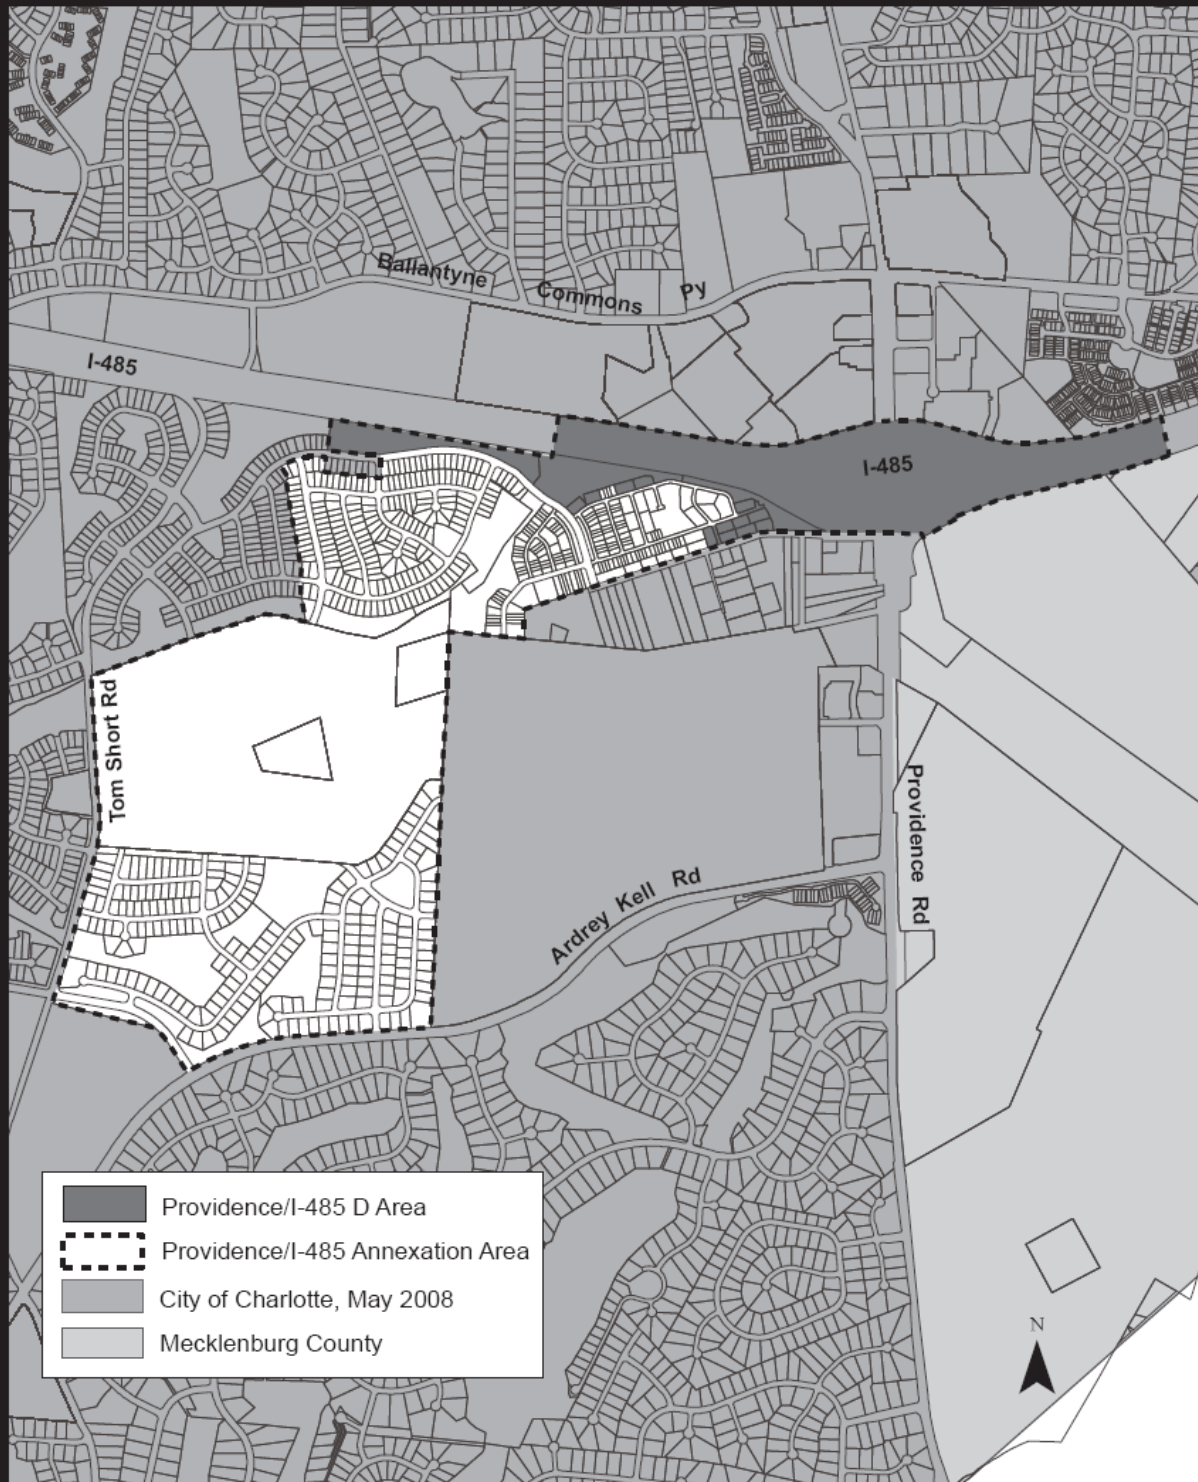 Ballantyne Commons Py
I-485
I-485
Tom Short Rd
Providence Rd
Ardrey Kell Rd
Providence/I-485 D Area
Providence/I-485 Annexation Area
City of Charlotte, May 2008
Mecklenburg County
N